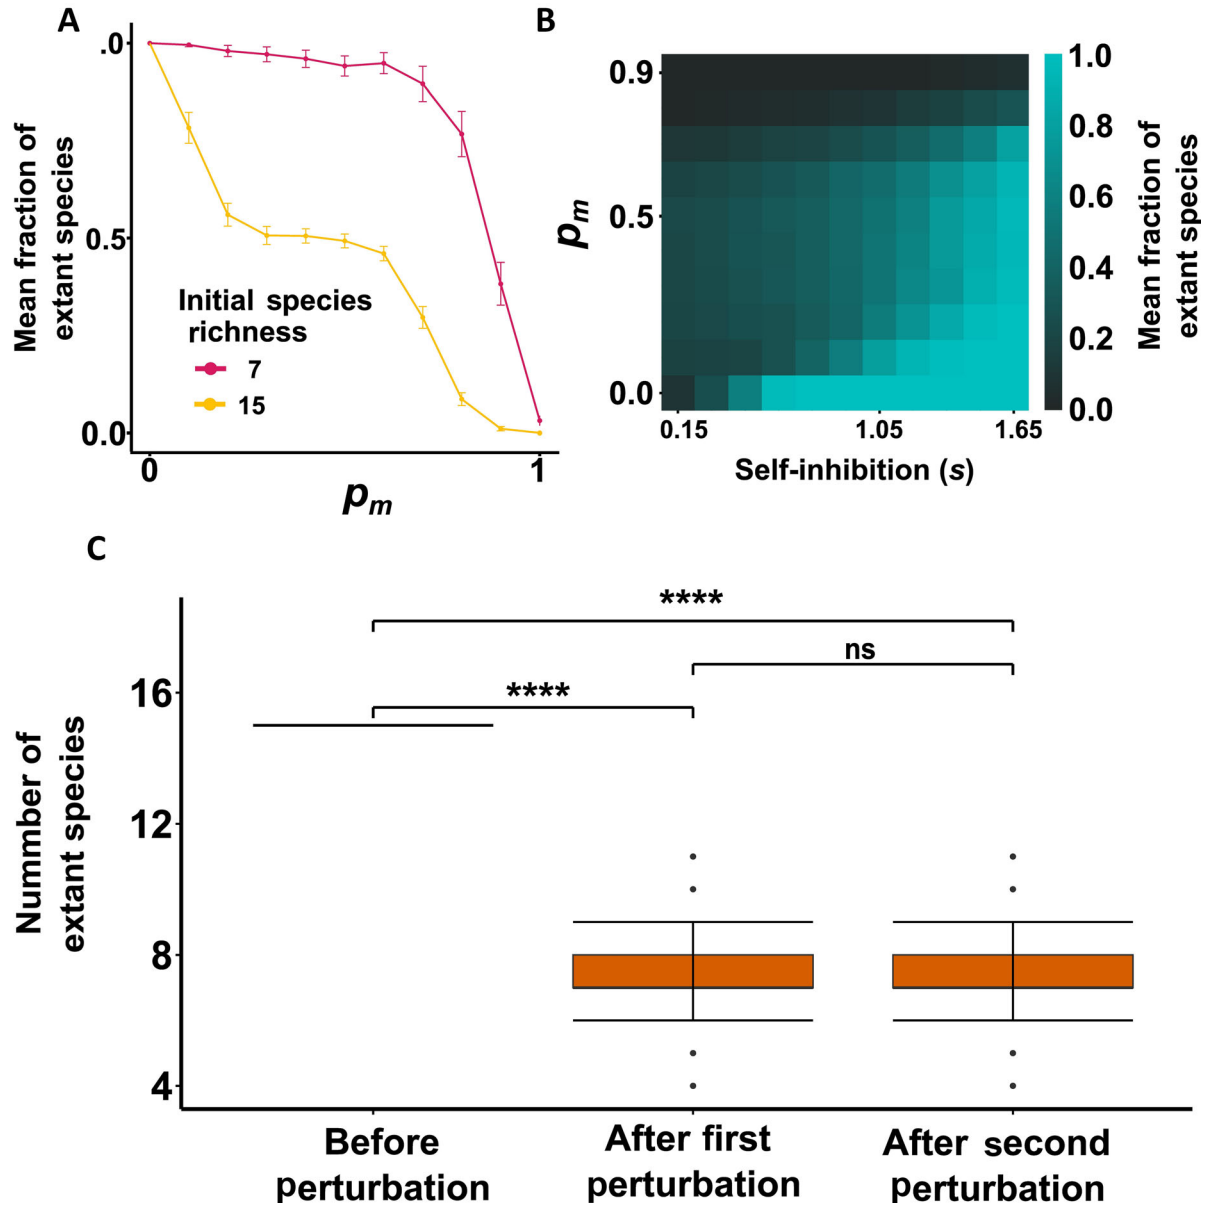 A
.0
0.5
0.0
Mean fraction of
extant species
Initial species
richness
7
15
0
1
pm
B
0.9
0.5
0.0
pm
0.15
1.05
1.65
Self-inhibition (s)
1.0
0.8
0.6
0.4
0.2
0.0
Mean fraction of
extant species
C
****
ns
****
16
12
8
4
Nummber of
extant species
Before
perturbation
After first
perturbation
After second
perturbation